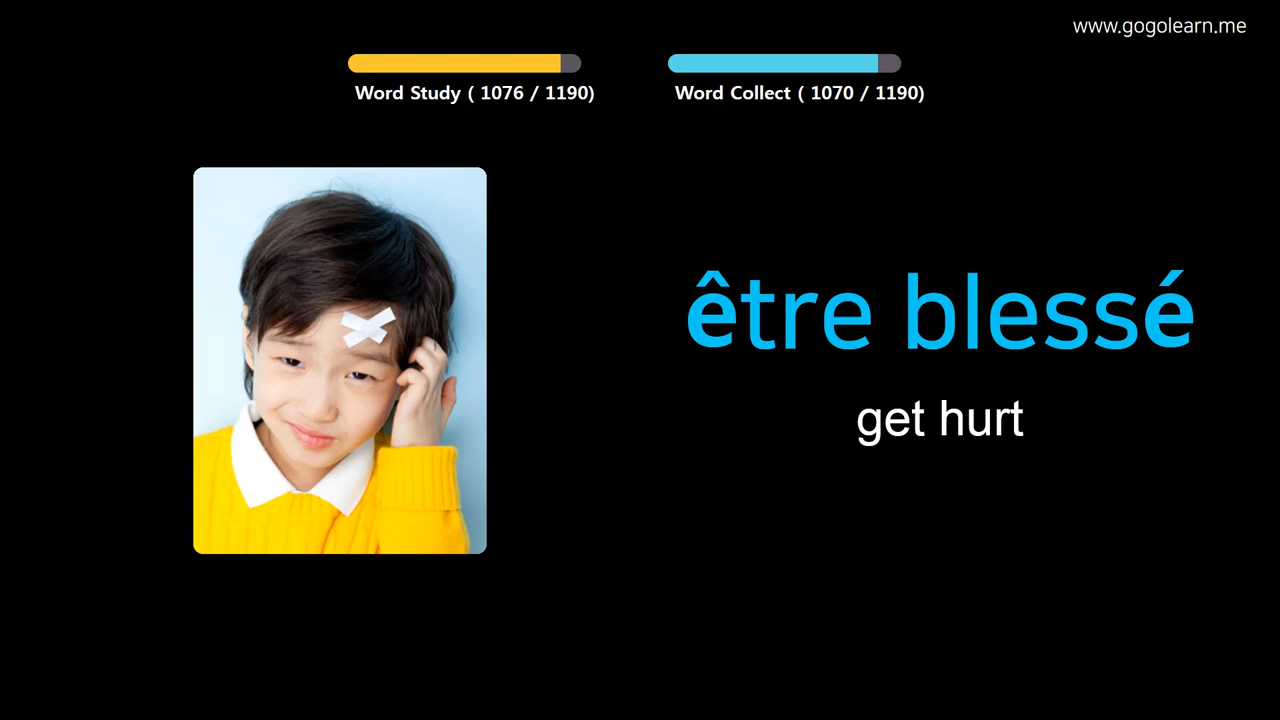 www.gogolearn.me
Word Study ( 1076 / 1190)
Word Collect ( 1070 / 1190)
être blessé
get hurt